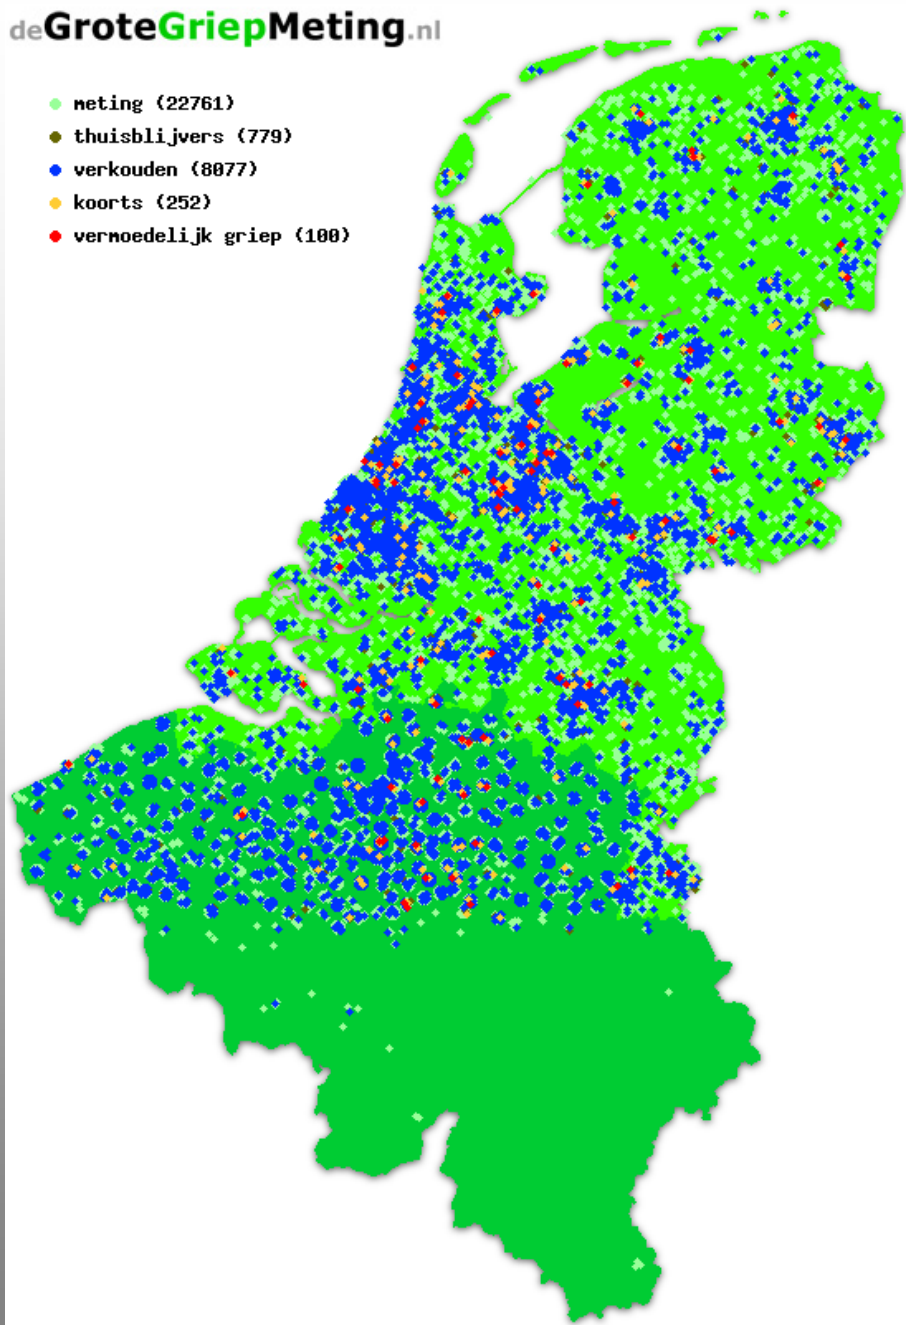 deGroteGriepMeting.nl
meting (22761)
thuisblijvers (779)
verkouden (8077)
koorts (252)
vermoedelijk griep (100)